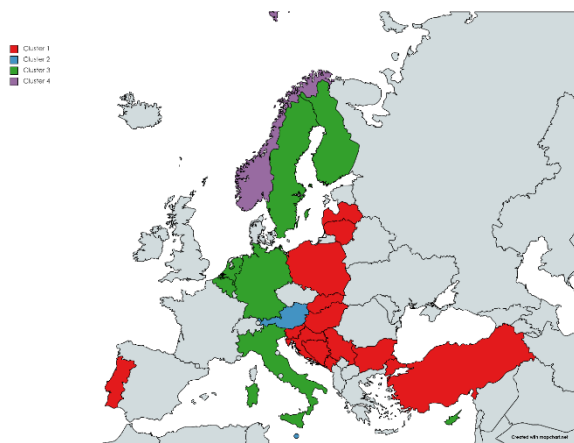 Cluster 1
Cluster 2
Cluster 3
Cluster 4
Created with mapchart.net